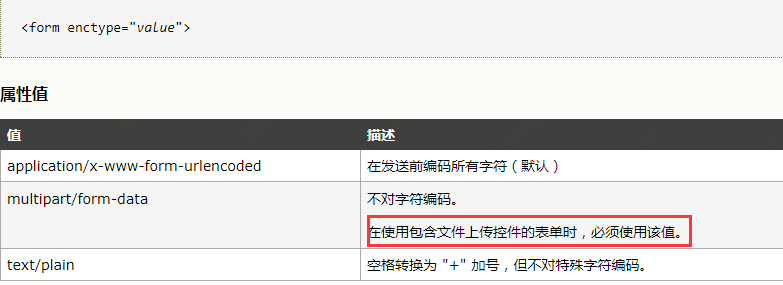 <form enctype="value">
属性值
值 描述
application/x-www-form-urlencoded 在发送前编码所有字符（默认）
multipart/form-data 不对字符编码。
在使用包含文件上传控件的表单时，必须使用该值。
text/plain 空格转换为 "+" 加号，但不对特殊字符编码。